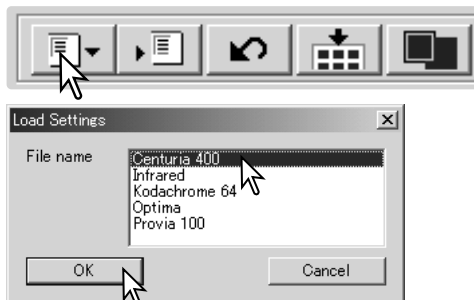 Load Settings
File name
Centuria 400
Infrared
Kodachrome 64
Optima
Provia 100
OK
Cancel